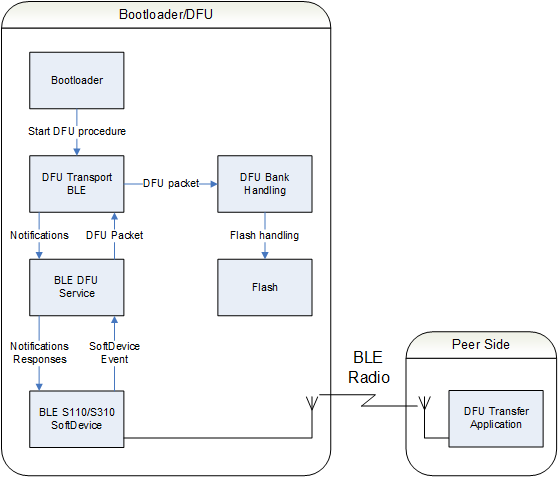 Bootloader/DFU
Bootloader
Start DFU procedure
DFU Transport
BLE
DFU packet
DFU Bank
Handling
Notifications
DFU Packet
Flash handling
BLE DFU
Service
Flash
Notifications
Responses
SoftDevice
Event
BLE S110/S310
SoftDevice
BLE
Radio
Peer Side
DFU Transfer
Application